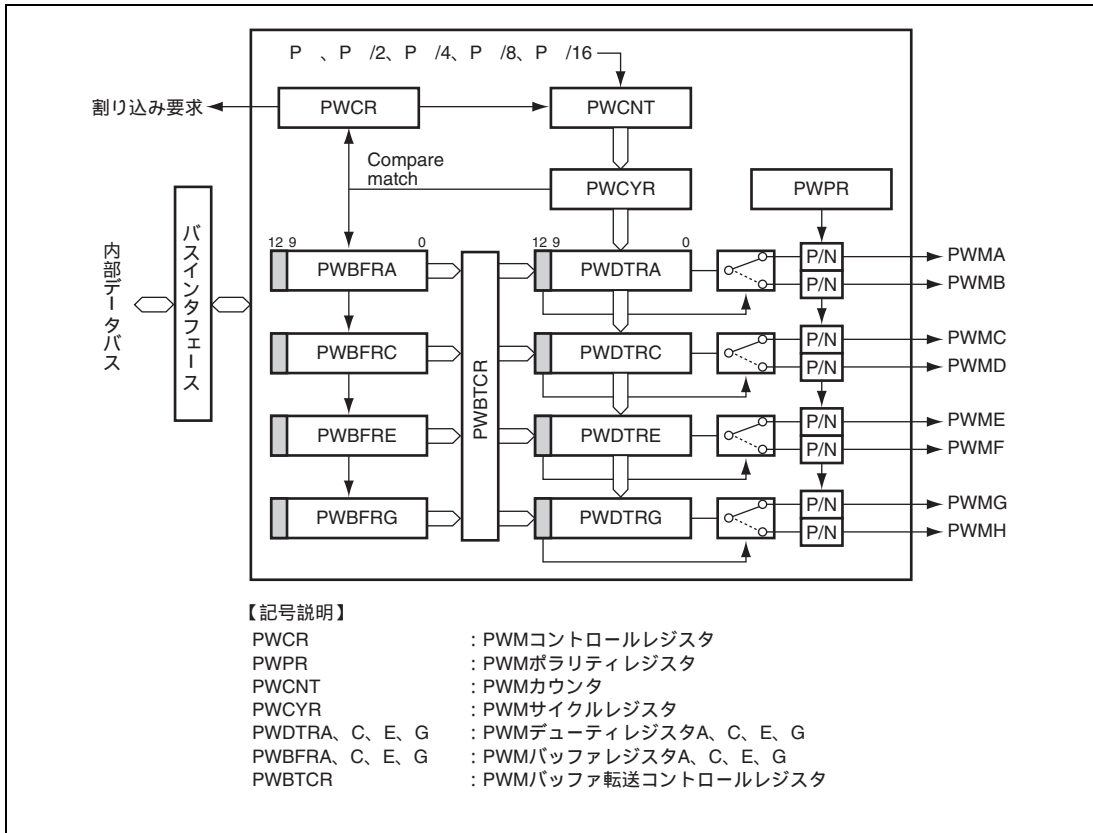 P 、P /2、P /4、P /8、P /16
割り込み要求
PWCR
PWCNT
Compare
match
PWCYR
PWPR
内部データバス
バスインタフェース
12 9 0
PWBFRA
12 9 0
PWDTRA
P/N
PWMA
P/N
PWMB
PWBFRC
PWBTCR
PWDTRC
P/N
PWMC
P/N
PWMD
PWBFRE
PWDTRE
P/N
PWME
P/N
PWMF
PWBFRG
PWDTRG
P/N
PWMG
P/N
PWMH
【記号説明】
PWCR : PWMコントロールレジスタ
PWPR : PWMポラリティレジスタ
PWCNT : PWMカウンタ
PWCYR : PWMサイクルレジスタ
PWDTRA、C、E、G : PWMデューティレジスタA、C、E、G
PWBFRA、C、E、G : PWMバッファレジスタA、C、E、G
PWBTCR : PWMバッファ転送コントロールレジスタ